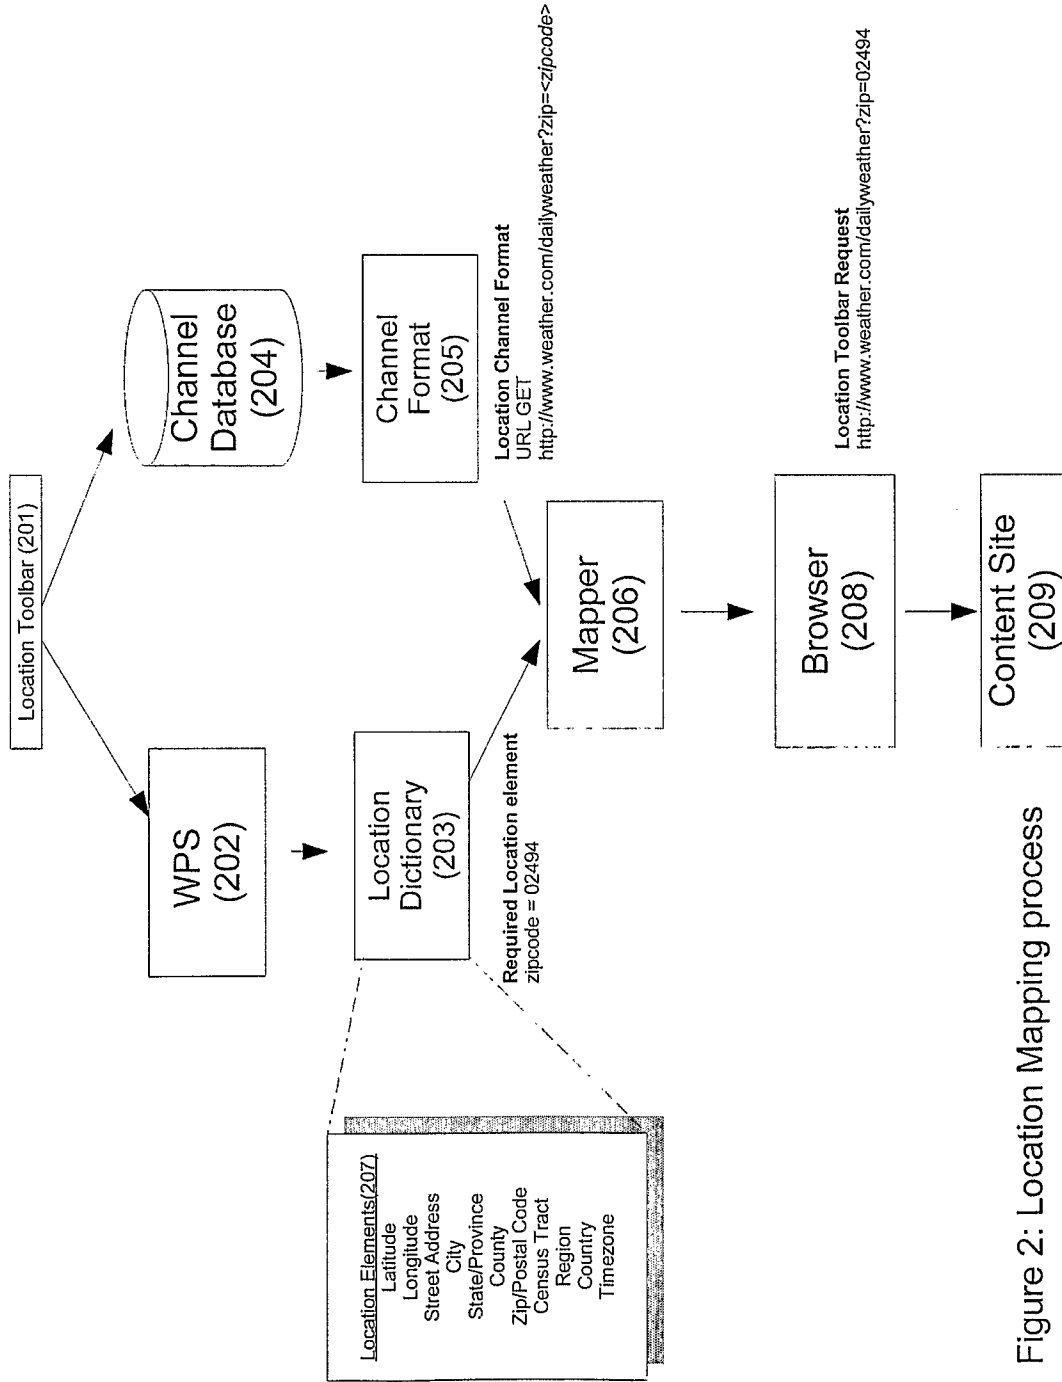 Location Toolbar (201)
WPS
(202)
Channel
Database
(204)
Location
Dictionary
(203)
Channel
Format
(205)
Location Elements(207)
Latitude
Longitude
Street Address
City
State/Province
County
Zip/Postal Code
Census Tract
Region
Country
Timezone
Required Location element
zipcode = 02494
Location Channel Format
URL GET
http://www.weather.com/dailyweather?zip=<zipcode>
Mapper
(206)
Browser
(208)
Location Toolbar Request
http://www.weather.com/dailyweather?zip=02494
Content Site
(209)
Figure 2: Location Mapping process